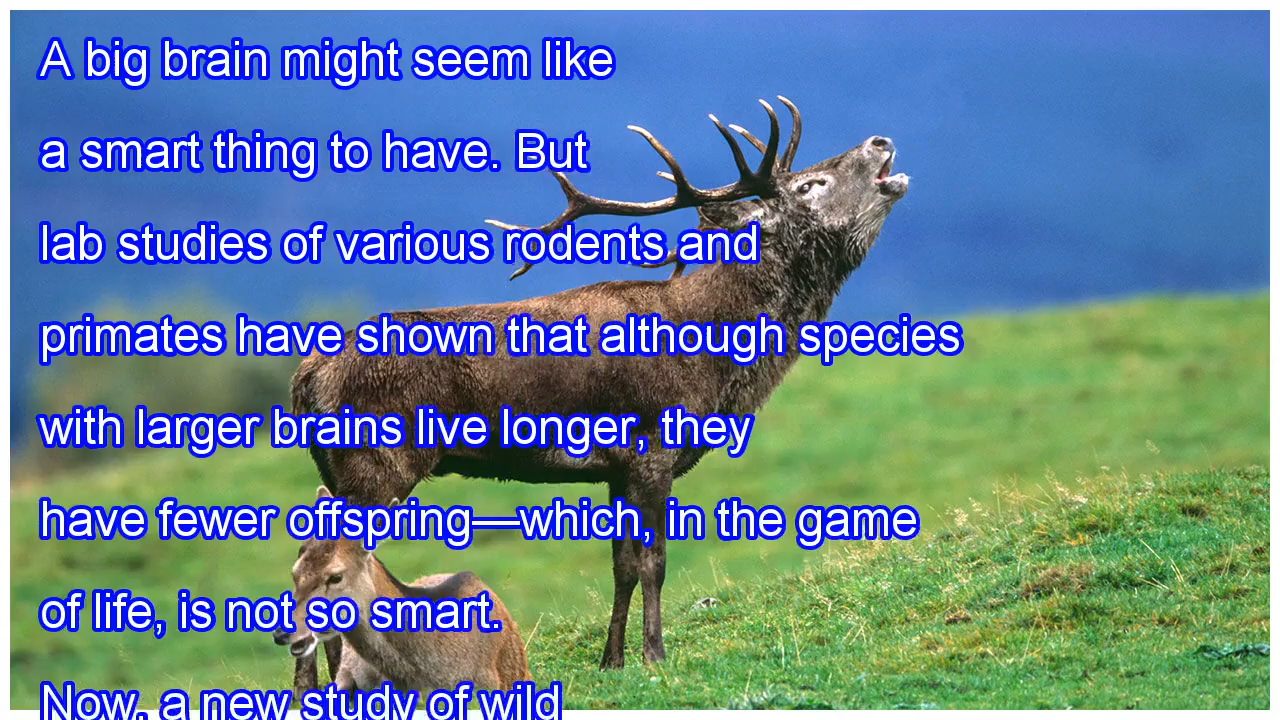 A big brain might seem like
a smart thing to have. But
lab studies of various rodents and
primates have shown that although species
with larger brains live longer, they
have fewer offspring—which, in the game
of life, is not so smart.
Now, a new study of wild